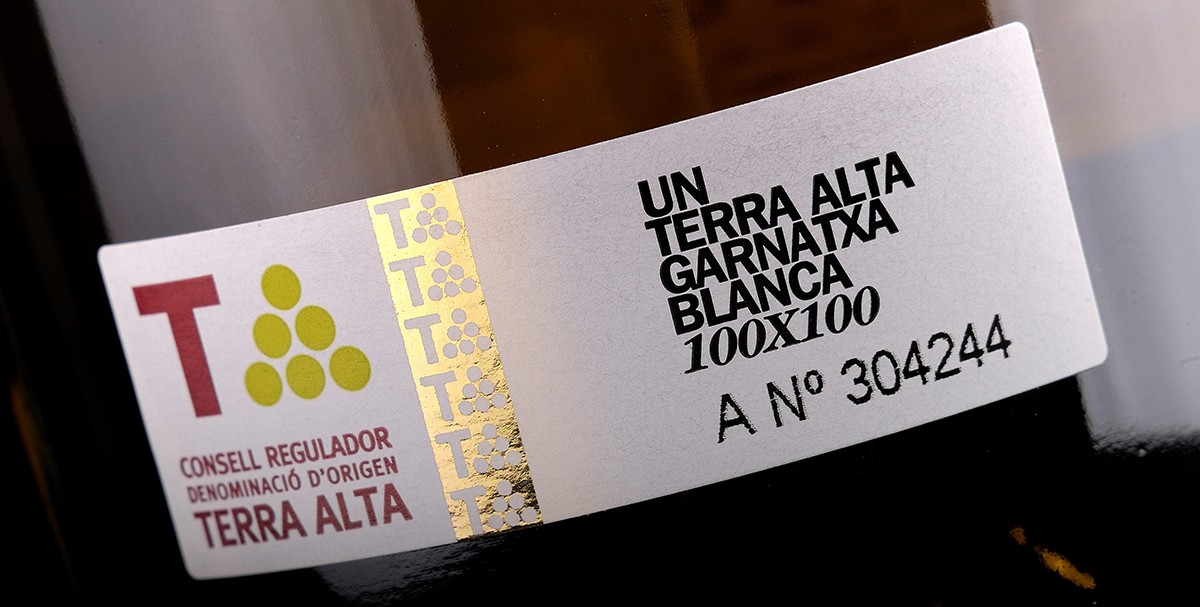 T
CONSELL REGULADOR
DENOMINACIÓ D'ORIGEN
TERRA ALTA
T
T
T
T
T
T
UN
TERRA ALTA
GARNATXA
BLANCA
100X100
A Nº 304244